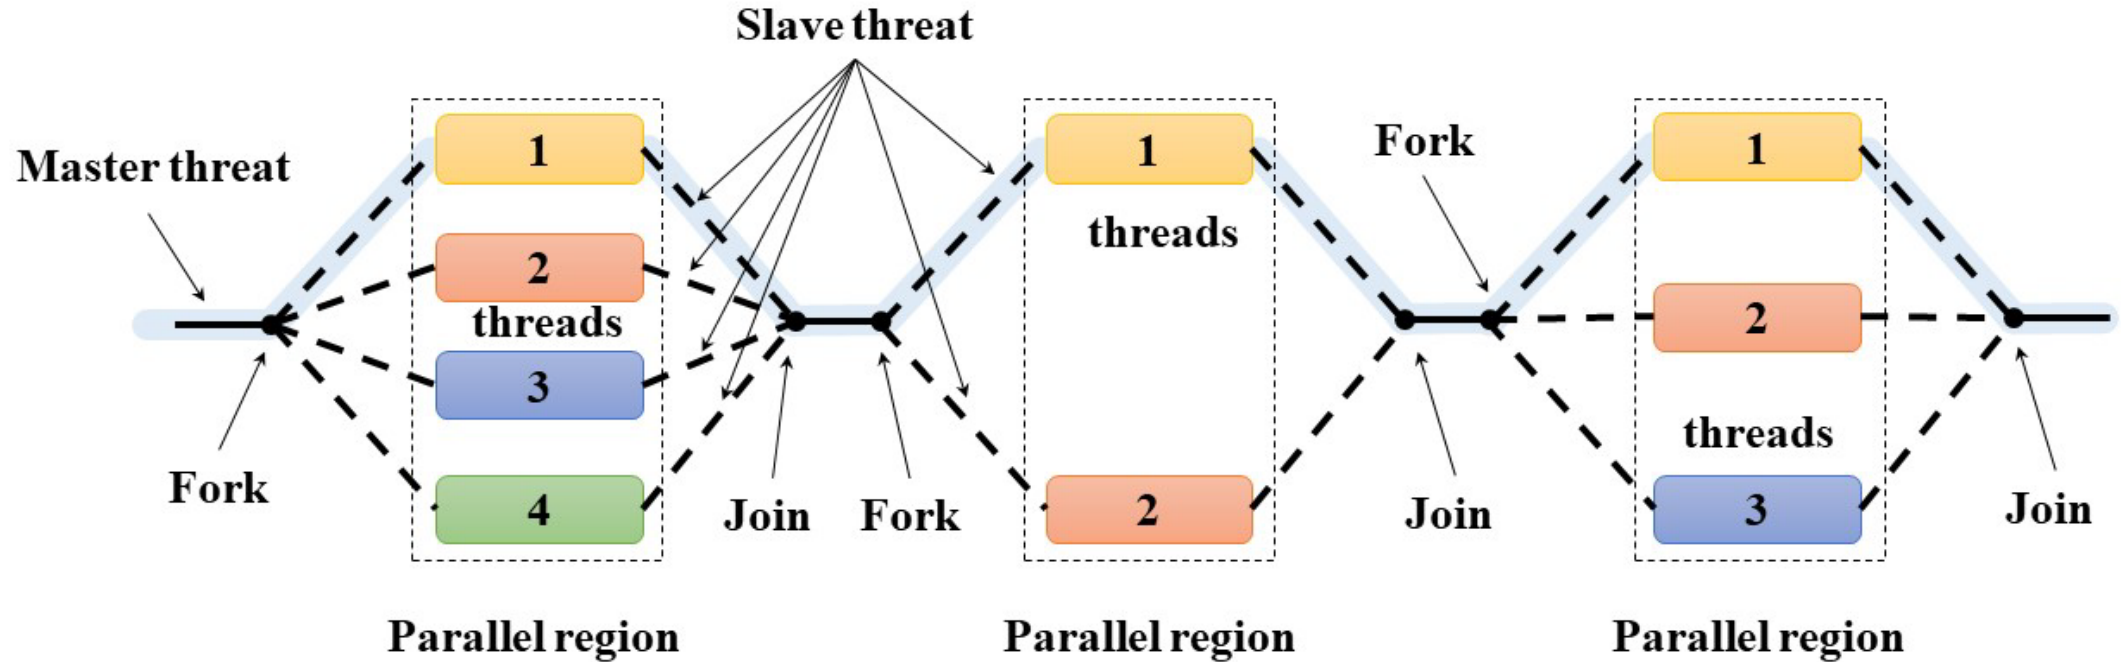 Slave threat
Master threat
Fork
1
2
threads
3
4
Fork
Join
Fork
1
threads
2
Join
1
2
threads
3
Join
Parallel region
Parallel region
Parallel region